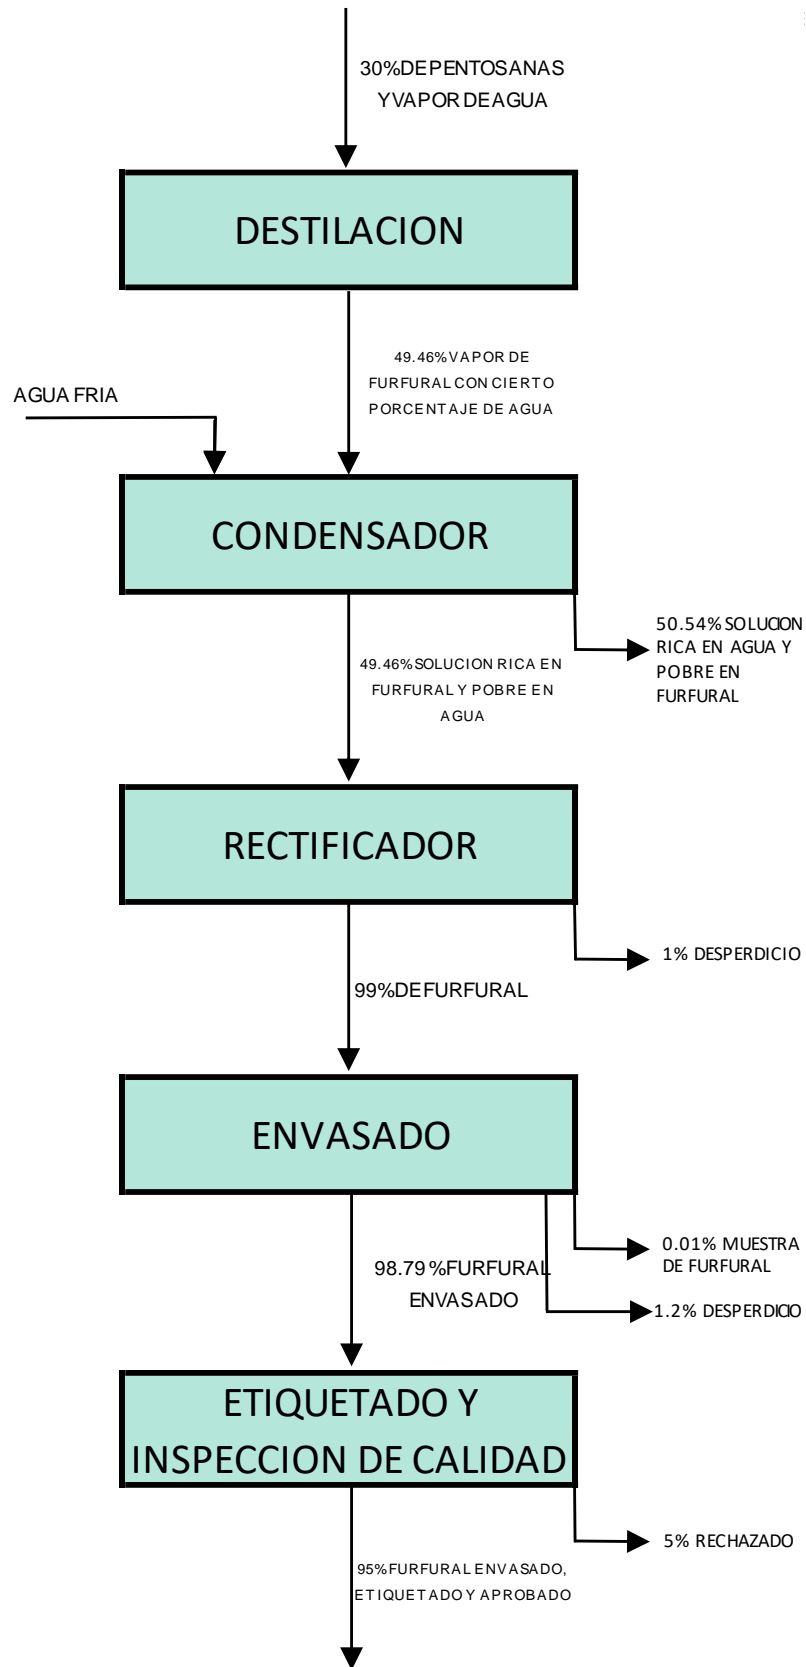 30%DEPENTOSANAS
YVAPORDEAGUA
DESTILACION
49.46%VAPOR DE
FURFURAL CON CIERTO
PORCENTAJE DE AGUA
AGUA FRIA
CONDENSADOR
49.46%SOLUCION RICA EN
FURFURAL Y POBRE EN
AGUA
50.54% SOLUCION
RICA EN AGUA Y
POBRE EN
FURFURAL
RECTIFICADOR
1% DESPERDICIO
99%DEFURFURAL
ENVASADO
0.01% MUESTRA
DE FURFURAL
98.79%FURFURAL
ENVASADO
1.2% DESPERDICIO
ETIQUETADO Y
INSPECCION DE CALIDAD
5% RECHAZADO
95%FURFURAL ENVASADO,
ETIQUETADO Y APROBADO